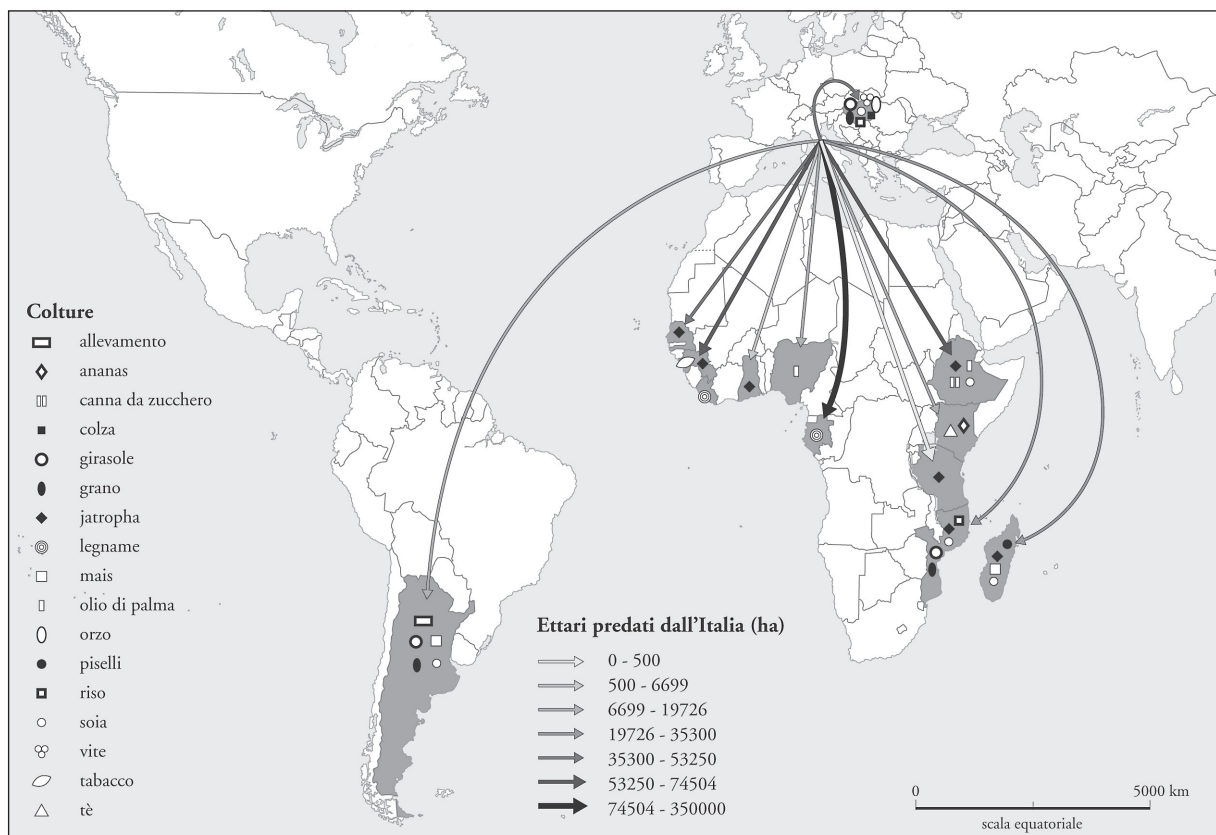 Colture
allevamento
ananas
canna da zucchero
colza
girasole
grano
jatropha
legname
mais
olio di palma
orzo
piselli
riso
soia
vite
tabacco
tè
Ettari predati dall'Italia (ha)
0 - 500
500 - 6699
6699 - 19726
19726 - 35300
35300 - 53250
53250 - 74504
74504 - 350000
0 5000 km
scala equatoriale